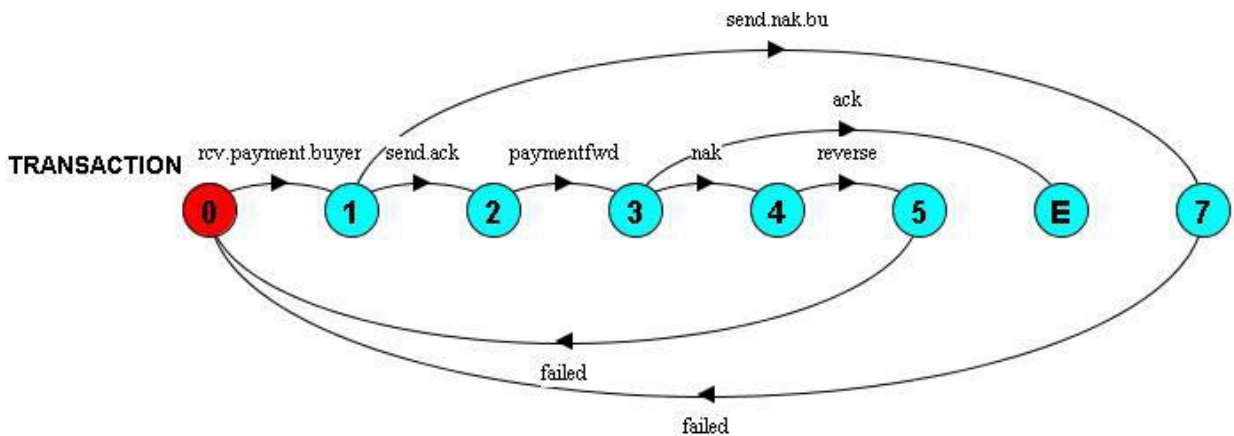 send.nak.bu
ack
TRANSACTION rcv.payment.buyer send.ack paymentfwd nak reverse
0 1 2 3 4 5 E 7
failed
failed